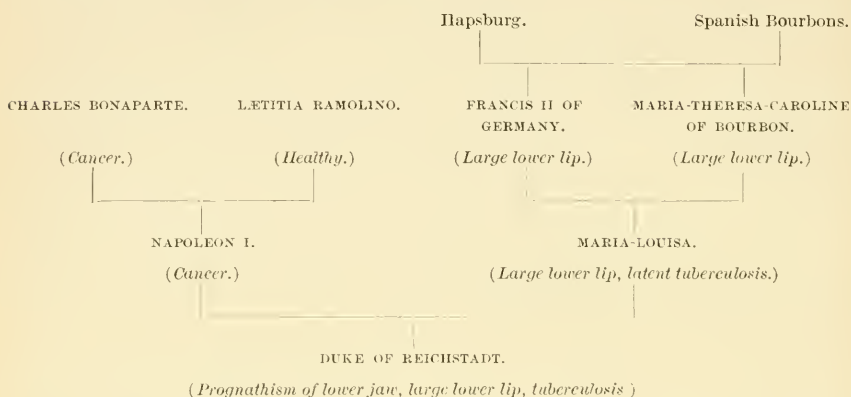 Hapsburg. Spanish Bourbons.
CHARLES BONAPARTE. LÆTITIA RAMOLINO. FRANCIS II OF GERMANY. MARIA-THERESA-CAROLINE OF BOURBON.
(Cancer.) (Healthy.) (Large lower lip.) (Large lower lip.)
NAPOLEON I. MARIA-LOUISA.
(Cancer.) (Large lower lip, latent tuberculosis.)
DUKE OF REICHSTADT.
(Prognathism of lower jaw, large lower lip, tuberculosis )